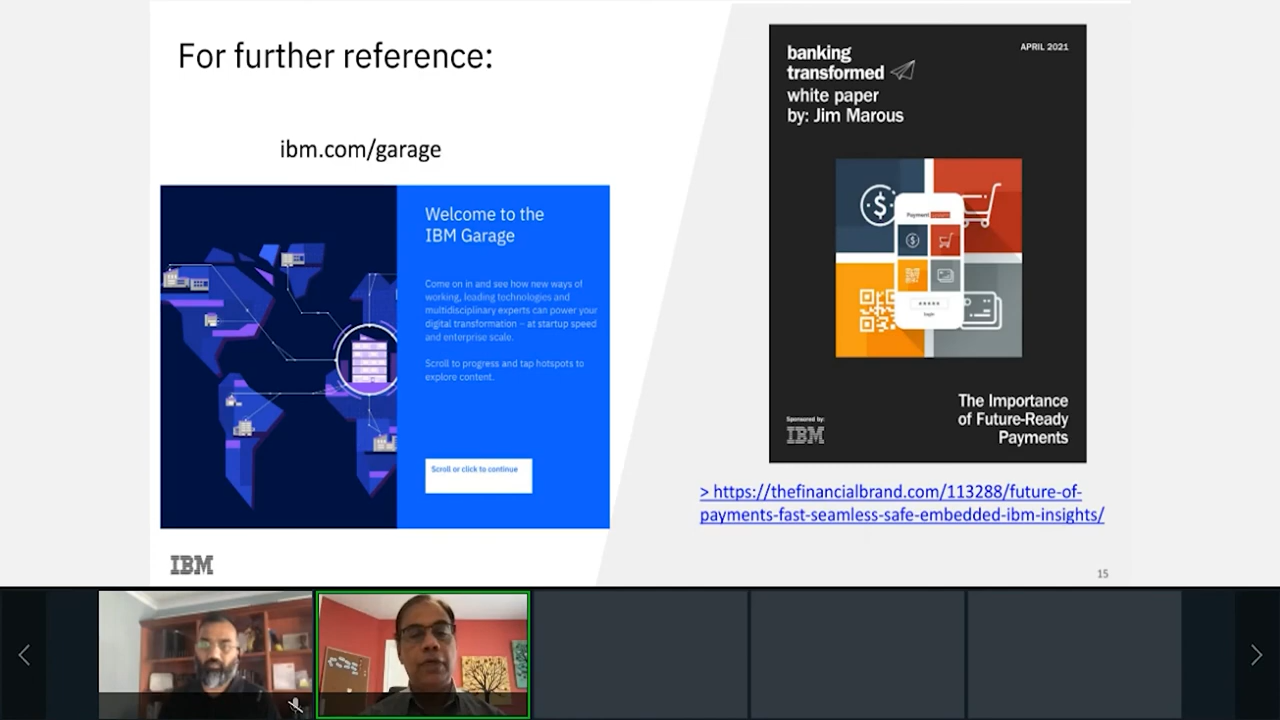 For further reference:
ibm.com/garage
Welcome to the
IBM Garage
Come on in and see how new ways of
working, leading technologies and
multidisciplinary experts can power your
digital transformation – at startup speed
and enterprise scale.
Scroll to progress and tap hotspots to
explore content.
Scroll or click to continue
IBM
banking
transformed
white paper
by: Jim Marous
APRIL 2021
Payment
login
Sponsored by:
IBM
The Importance
of Future-Ready
Payments
> https://thefinancialbrand.com/113288/future-of-
payments-fast-seamless-safe-embedded-ibm-insights/
15